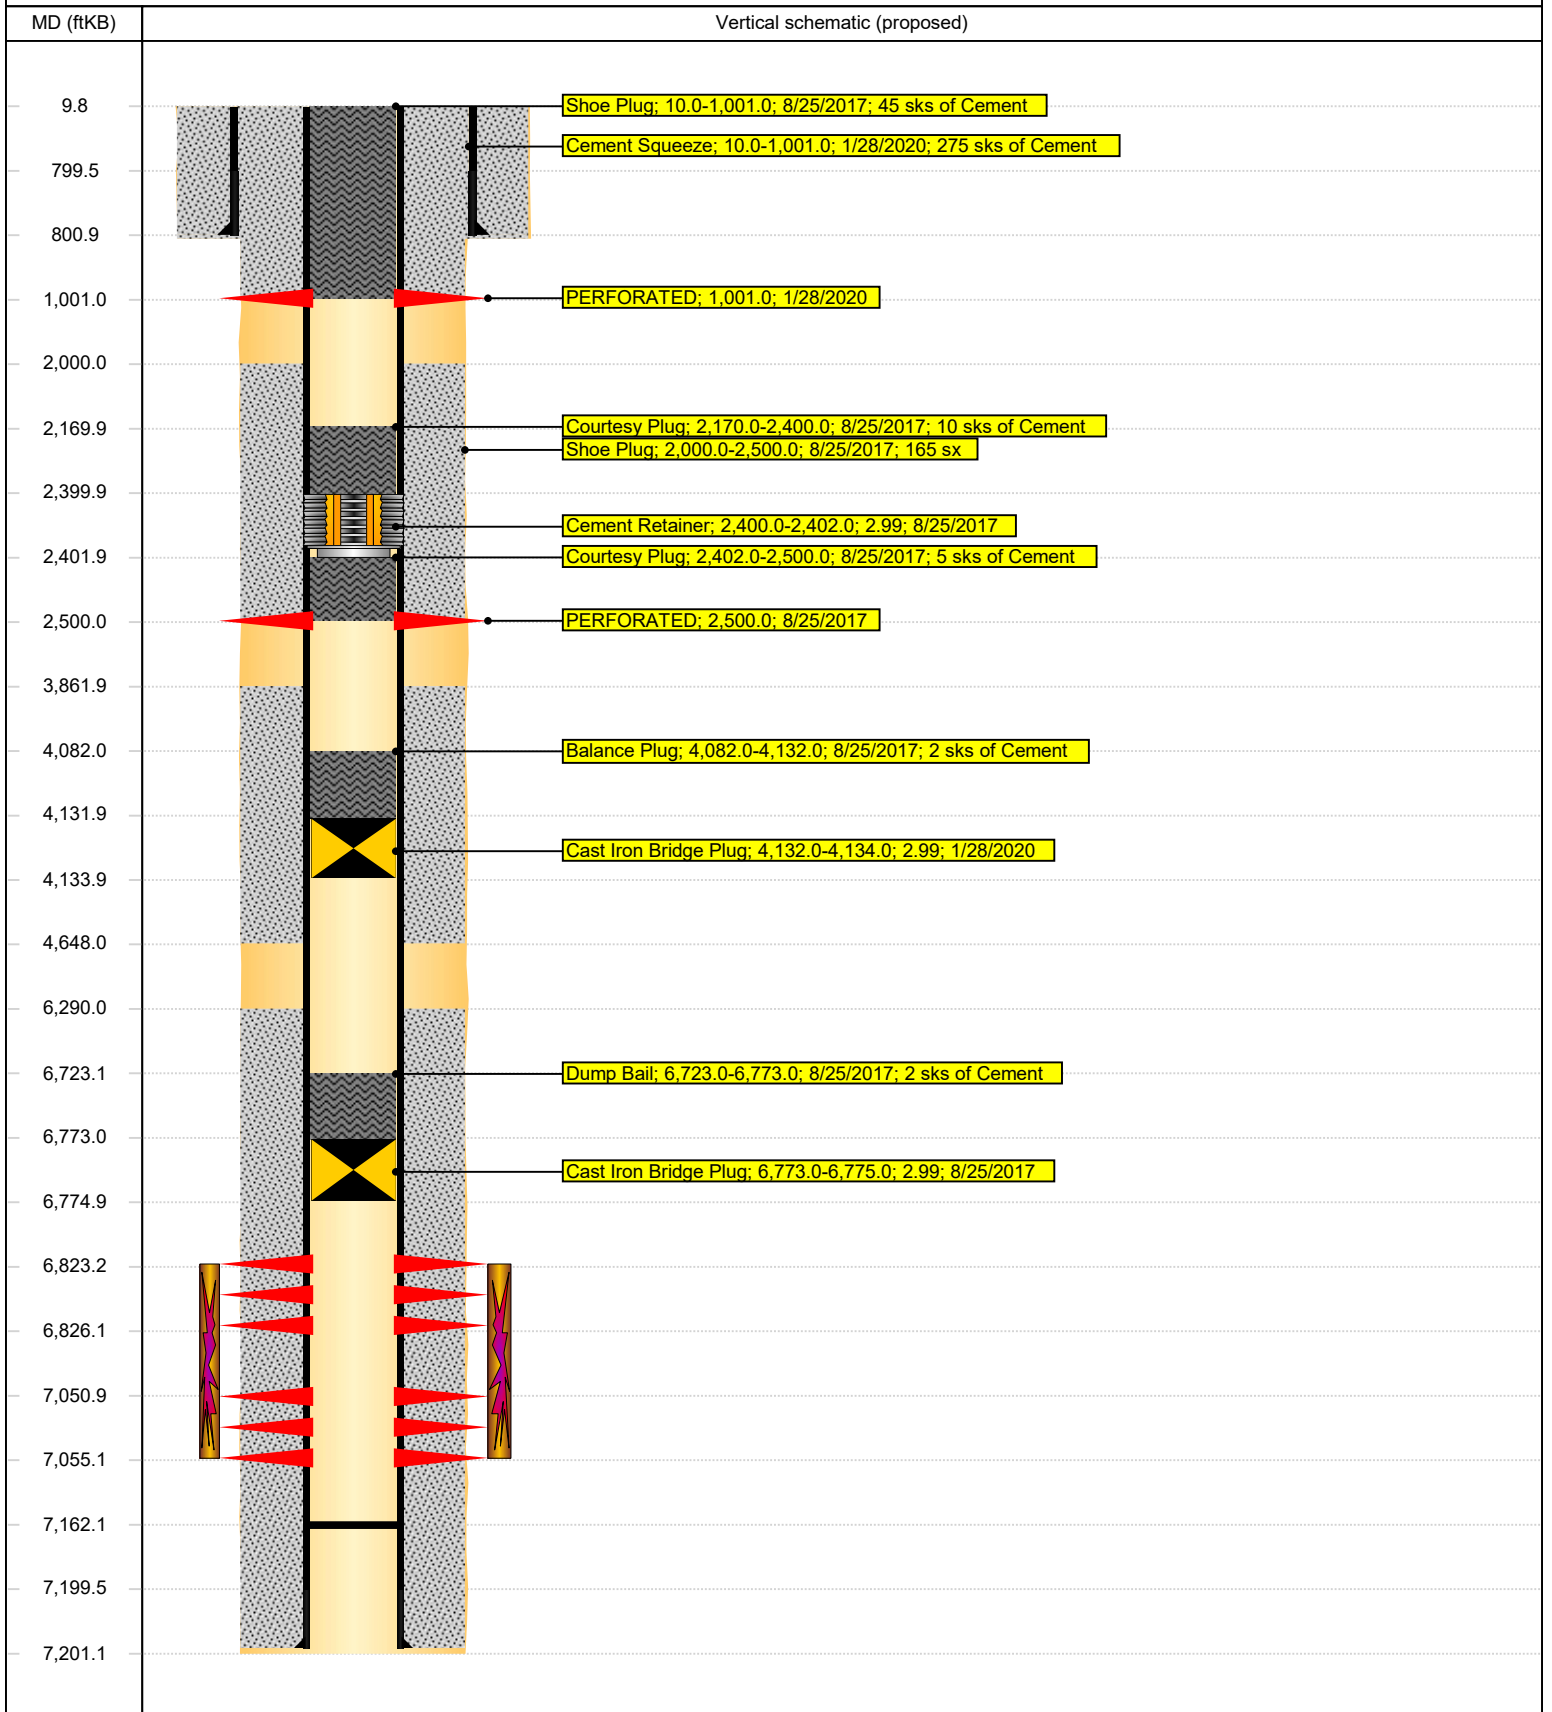 MD (ftKB)
Vertical schematic (proposed)
9.8
Shoe Plug; 10.0-1,001.0; 8/25/2017; 45 sks of Cement
Cement Squeeze; 10.0-1,001.0; 1/28/2020; 275 sks of Cement
799.5
800.9
1,001.0
PERFORATED; 1,001.0; 1/28/2020
2,000.0
2,169.9
Courtesy Plug; 2,170.0-2,400.0; 8/25/2017; 10 sks of Cement
Shoe Plug; 2,000.0-2,500.0; 8/25/2017; 165 sx
2,399.9
Cement Retainer; 2,400.0-2,402.0; 2.99; 8/25/2017
2,401.9
Courtesy Plug; 2,402.0-2,500.0; 8/25/2017; 5 sks of Cement
2,500.0
PERFORATED; 2,500.0; 8/25/2017
3,861.9
4,082.0
Balance Plug; 4,082.0-4,132.0; 8/25/2017; 2 sks of Cement
4,131.9
Cast Iron Bridge Plug; 4,132.0-4,134.0; 2.99; 1/28/2020
4,133.9
4,648.0
6,290.0
6,723.1
Dump Bail; 6,723.0-6,773.0; 8/25/2017; 2 sks of Cement
6,773.0
Cast Iron Bridge Plug; 6,773.0-6,775.0; 2.99; 8/25/2017
6,774.9
6,823.2
6,826.1
7,050.9
7,055.1
7,162.1
7,199.5
7,201.1